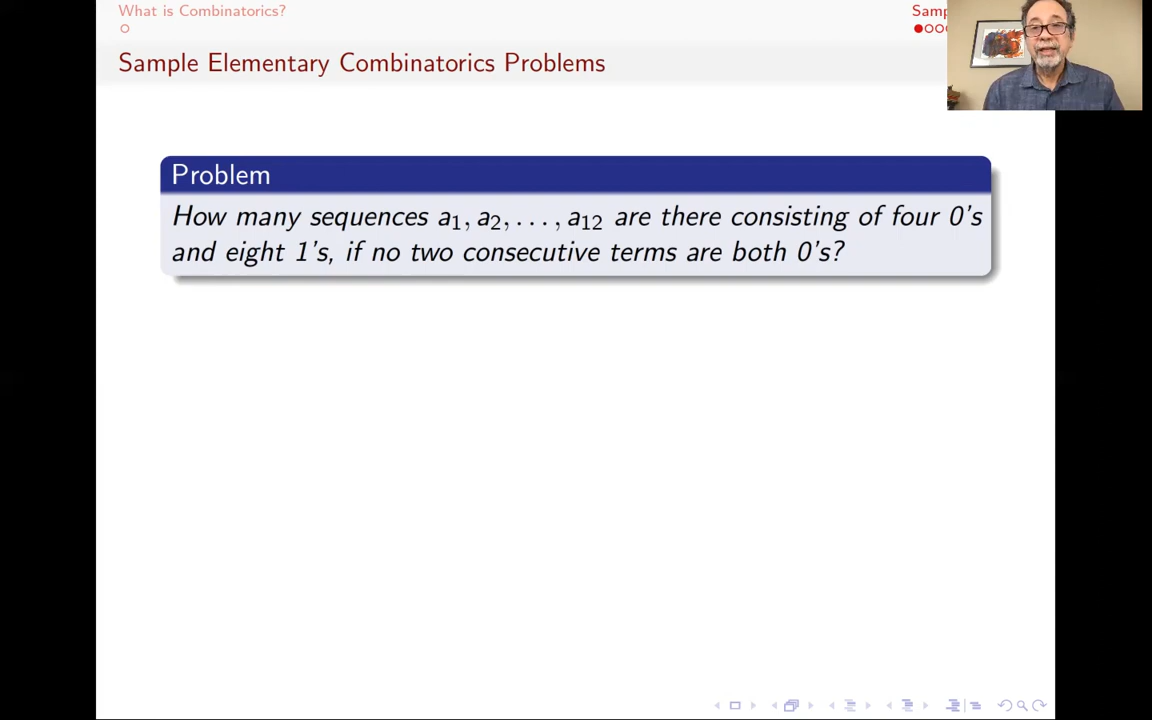 What is Combinatorics?
Samp
Sample Elementary Combinatorics Problems
Problem
How many sequences a₁, a₂, . . . , a₁₂ are there consisting of four 0's
and eight 1's, if no two consecutive terms are both 0's?